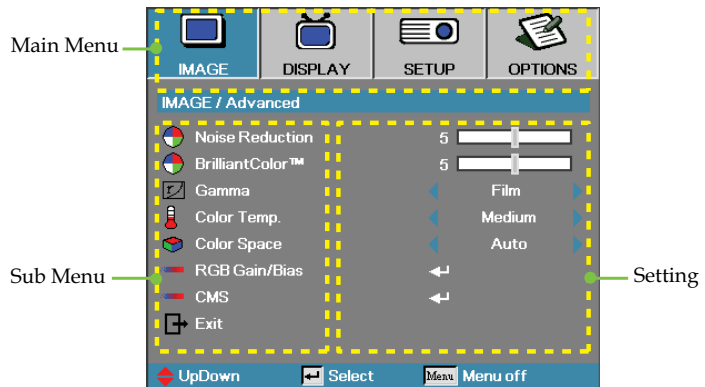 Main Menu
IMAGE DISPLAY SETUP OPTIONS
IMAGE / Advanced
Noise Reduction 5
BrilliantColor™ 5
Gamma Film
Color Temp. Medium
Color Space Auto
RGB Gain/Bias
Sub Menu
Setting
CMS
Exit
UpDown Select Menu Menu off